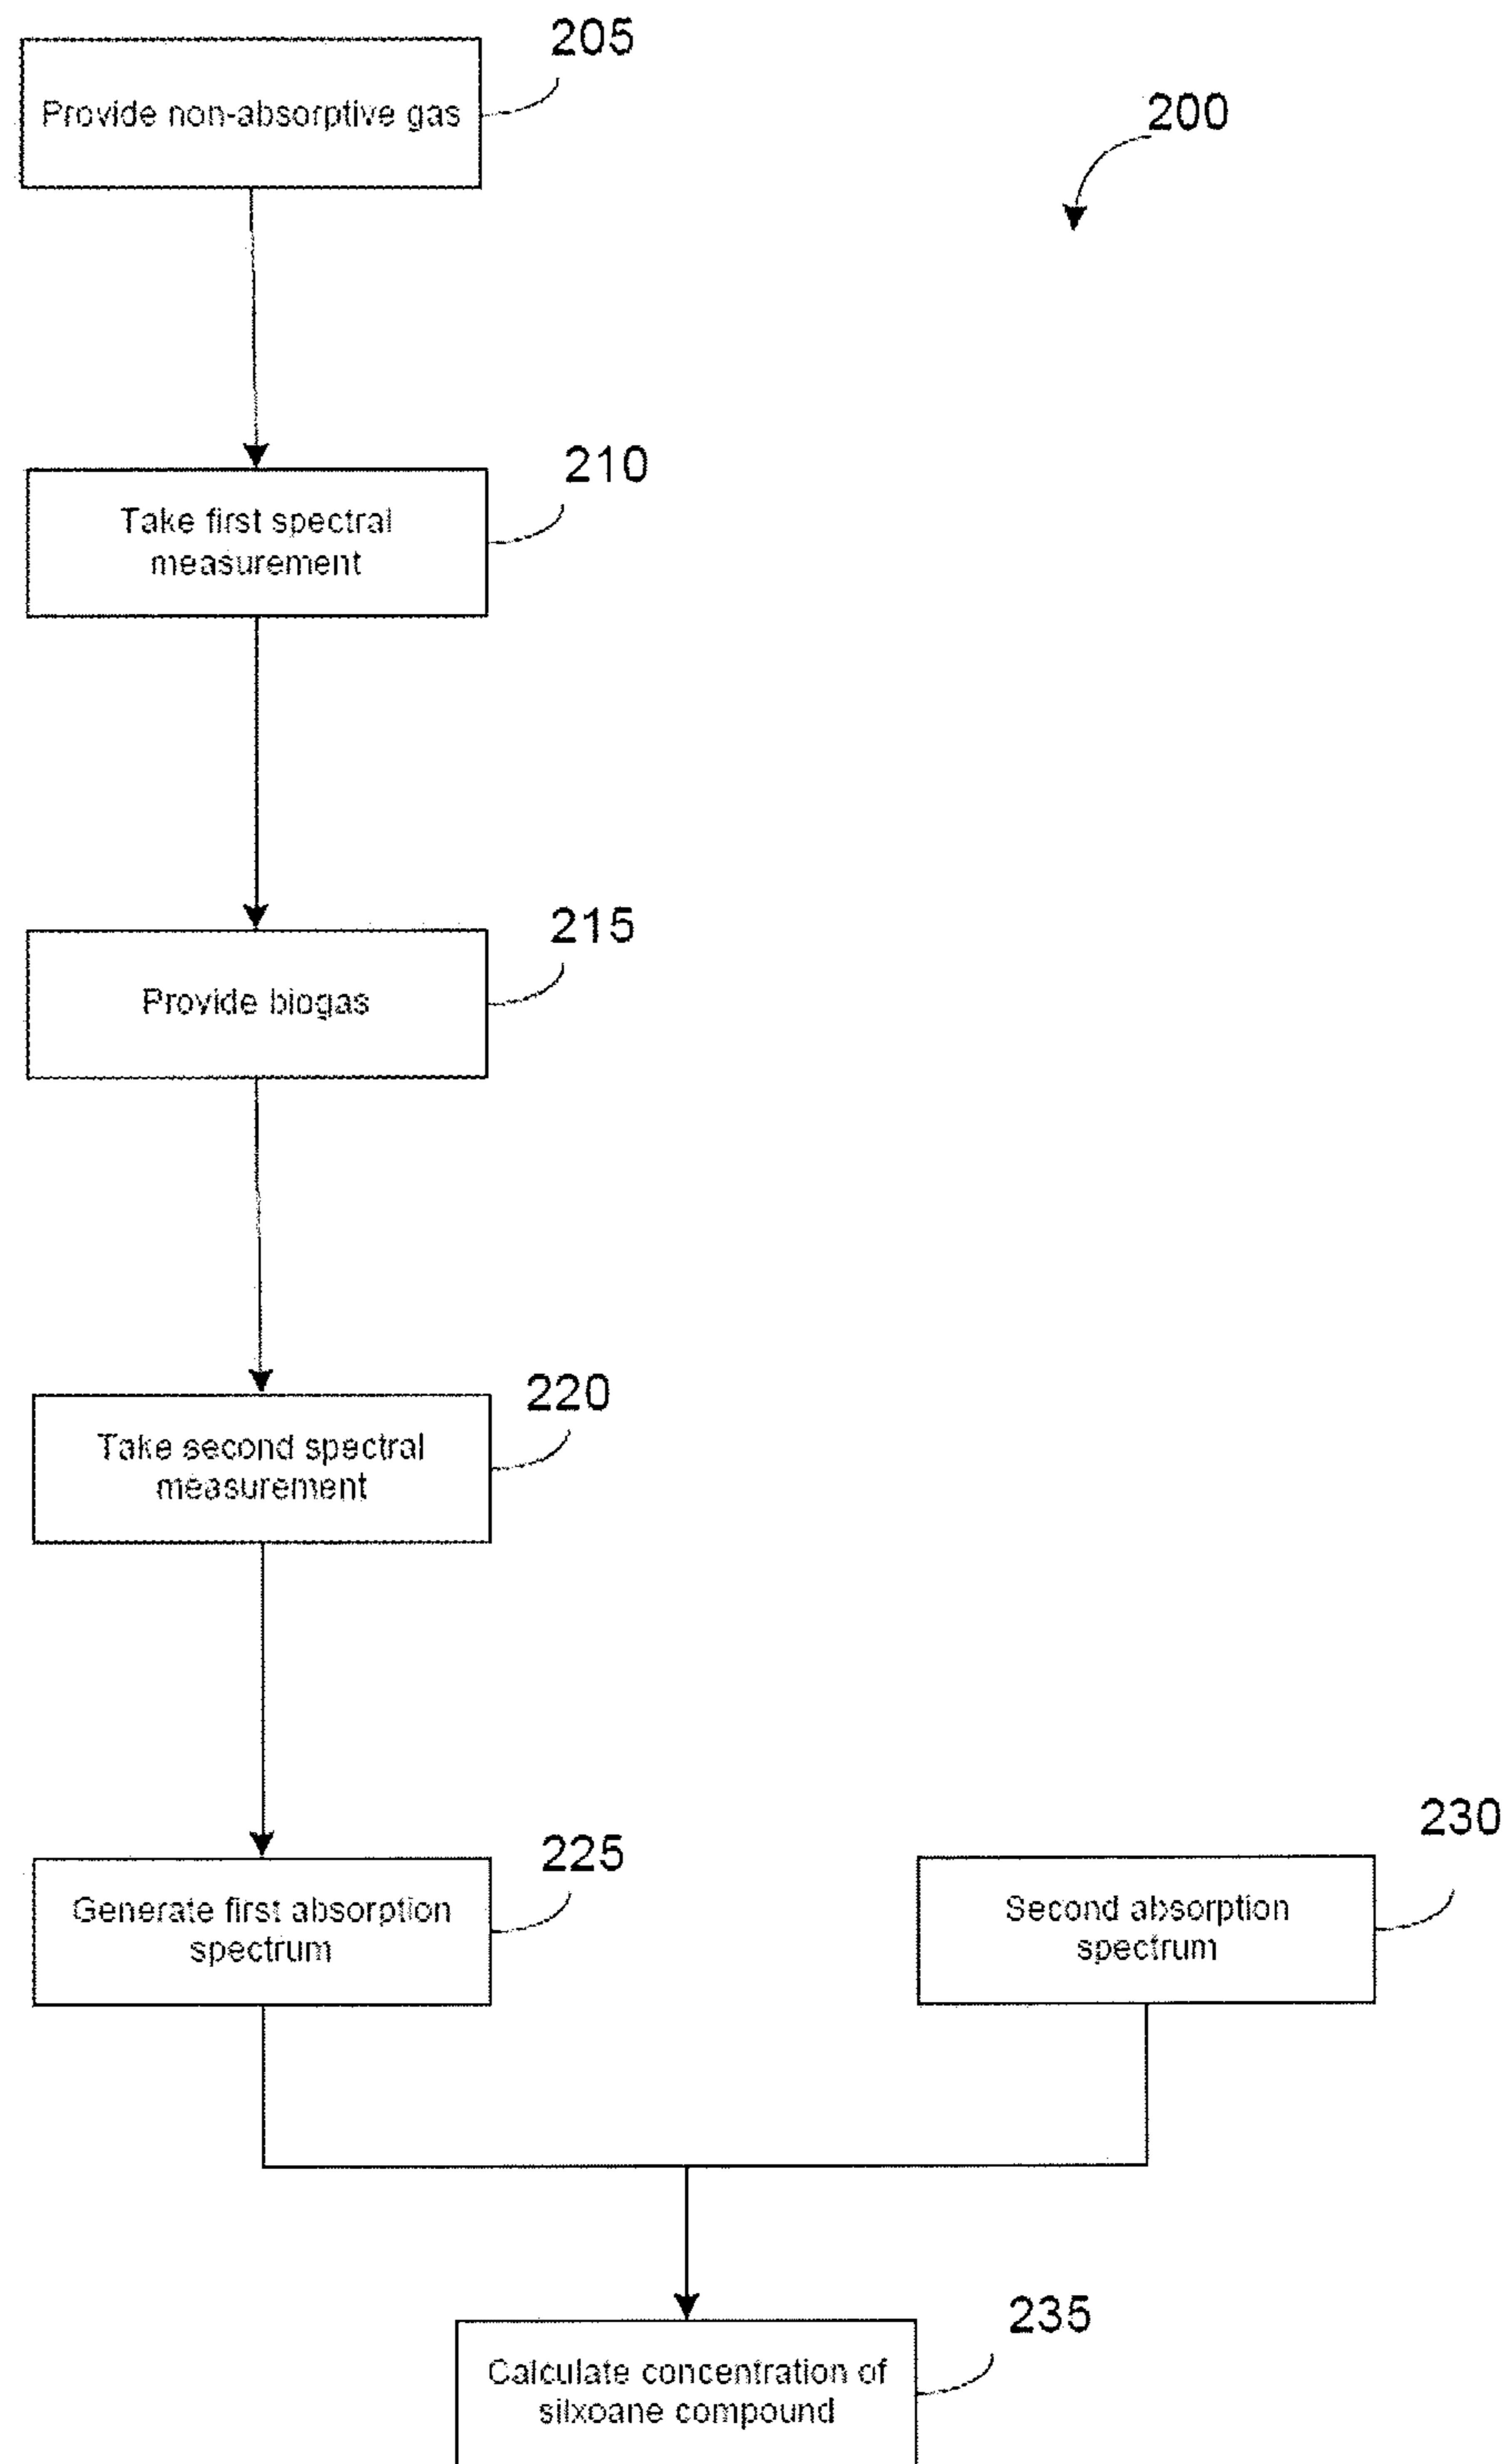 205
Provide non-absorptive gas
200
210
Take first spectral
measurement
215
Provide biogas
220
Take second spectral
measurement
225
Generate first absorption
spectrum
230
Second absorption
spectrum
235
Calculate concentration of
silxoane compound